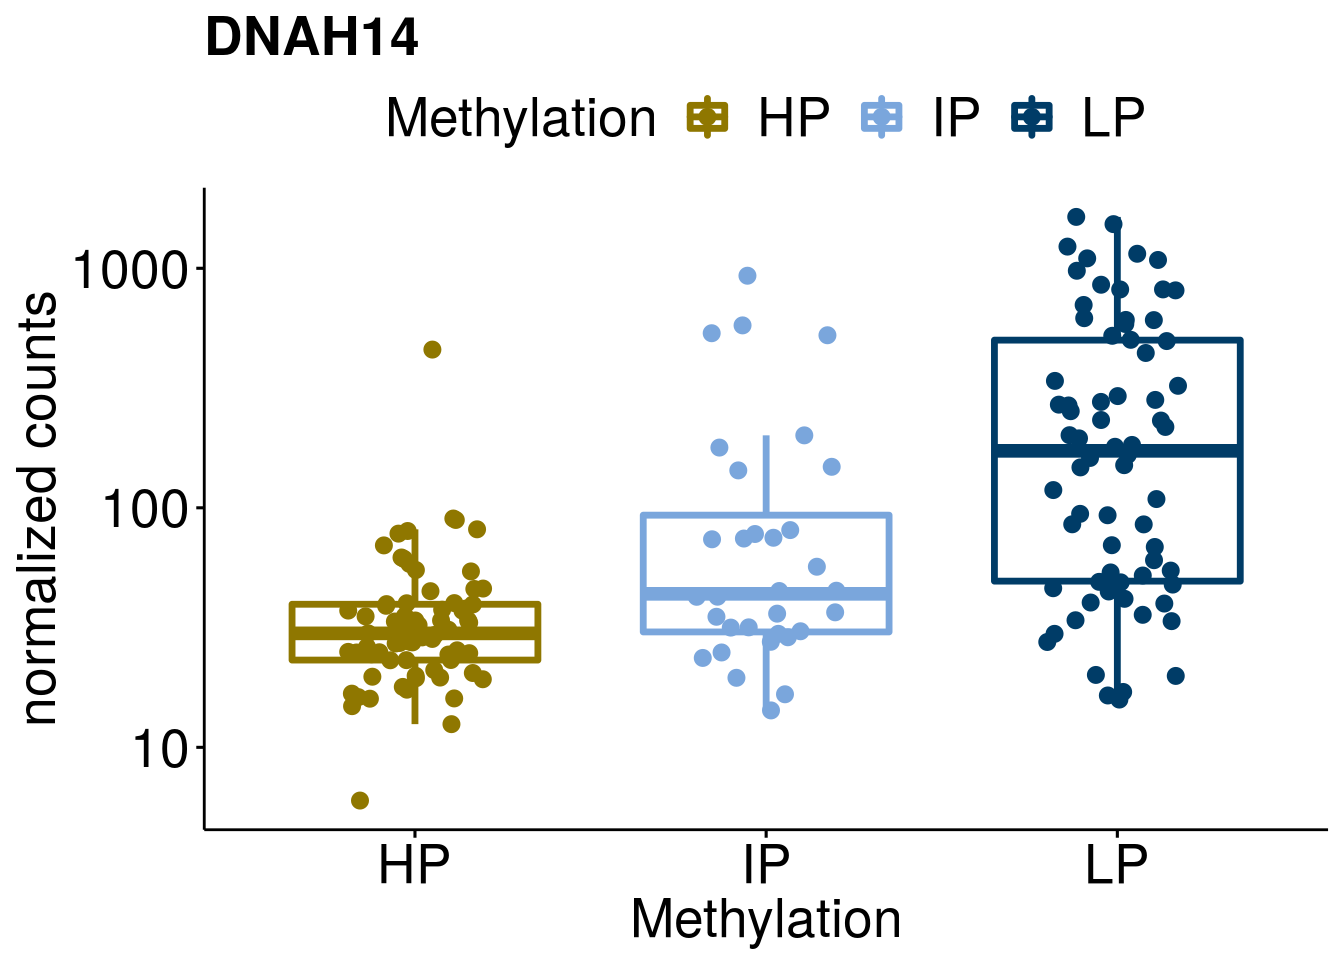 DNAH14
Methylation HP IP LP
normalized counts
1000
100
10
HP IP LP
Methylation